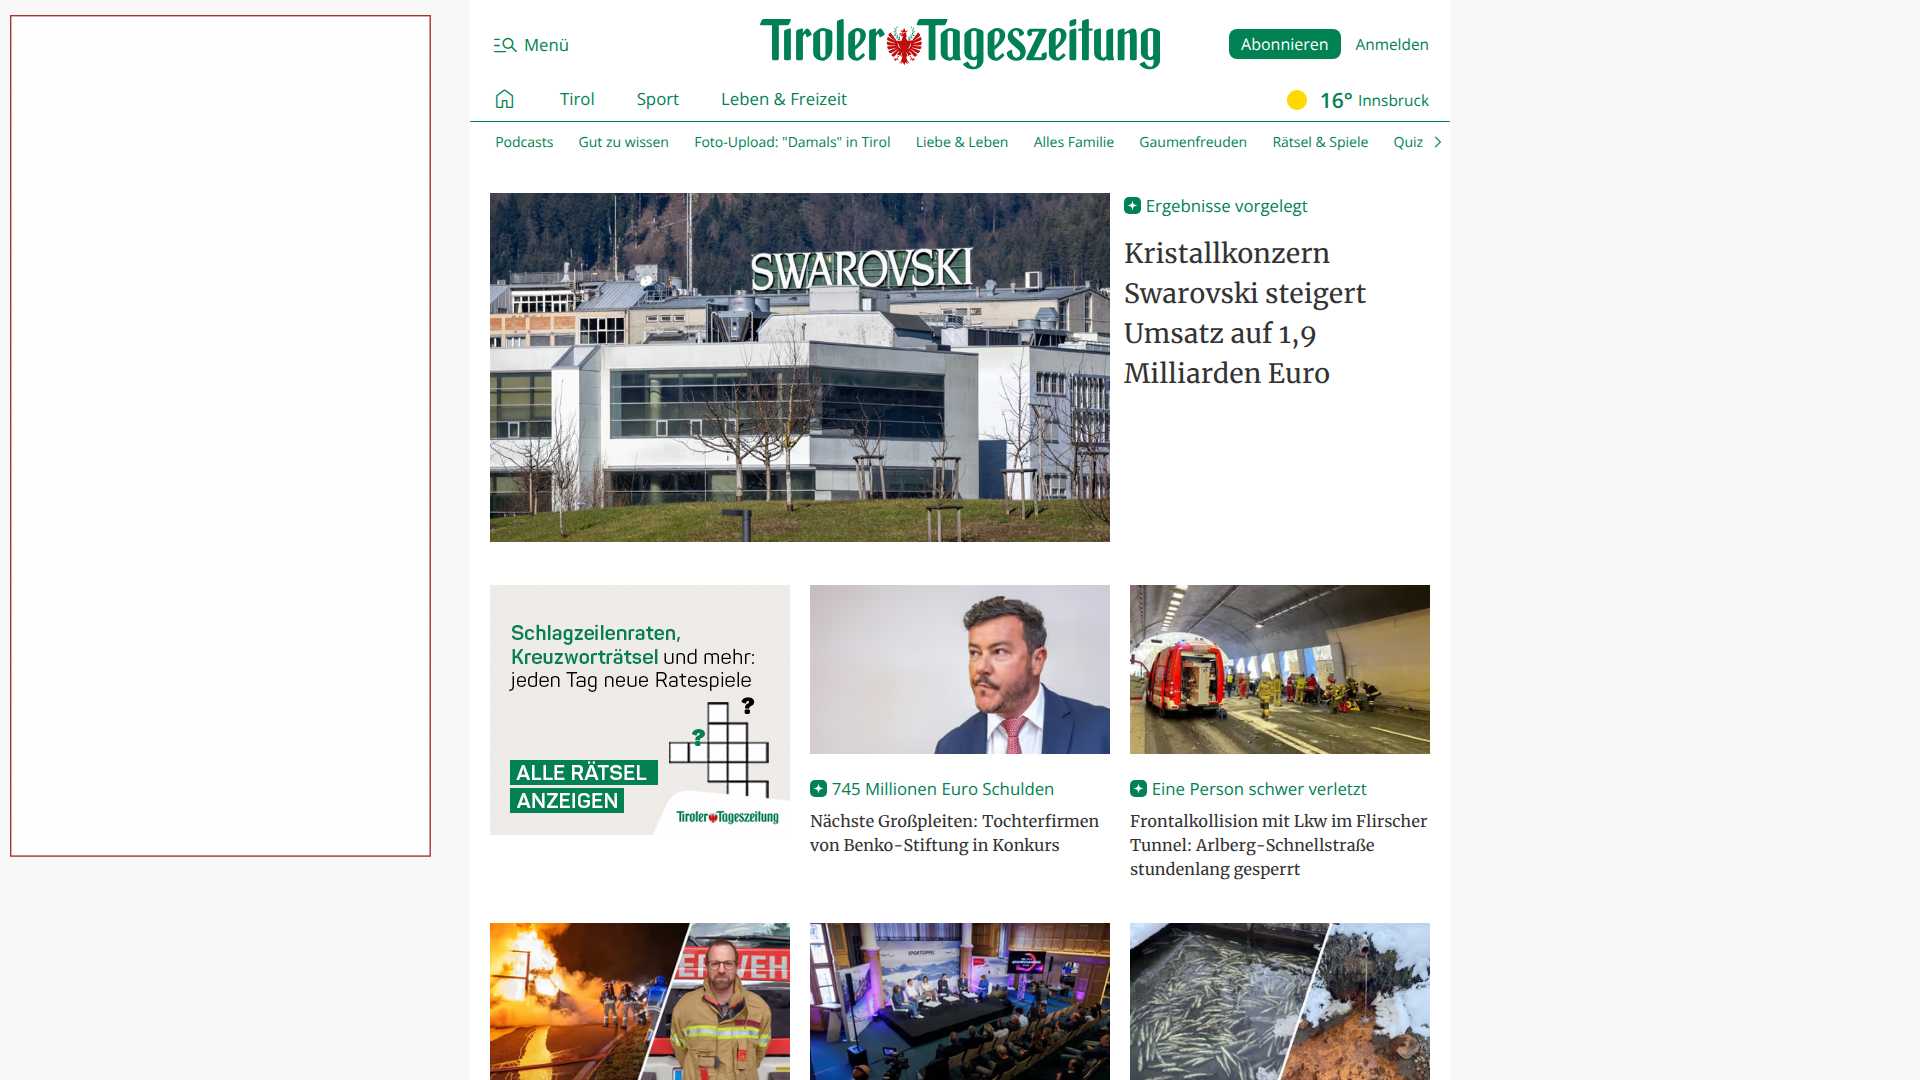 Menü
Tiroler Tageszeitung
Abonnieren
Anmelden
Tirol
Sport
Leben & Freizeit
16° Innsbruck
Podcasts
Gut zu wissen
Foto-Upload: "Damals" in Tirol
Liebe & Leben
Alles Familie
Gaumenfreuden
Rätsel & Spiele
Quiz
SWAROVSKI
Ergebnisse vorgelegt
Kristallkonzern
Swarovski steigert
Umsatz auf 1,9
Milliarden Euro
Schlagzeilenraten,
Kreuzworträtsel und mehr:
jeden Tag neue Ratespiele
?
?
ALLE RÄTSEL
ANZEIGEN
Tiroler Tageszeitung
745 Millionen Euro Schulden
Nächste Großpleiten: Tochterfirmen
von Benko-Stiftung in Konkurs
Eine Person schwer verletzt
Frontalkollision mit Lkw im Flirscher
Tunnel: Arlberg-Schnellstraße
stundenlang gesperrt